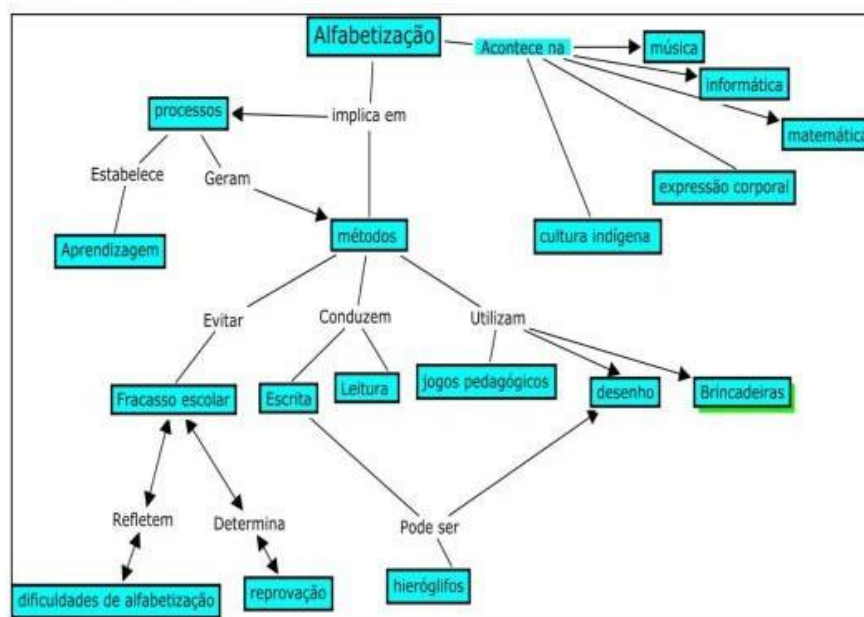 Alfabetização
Acontece na
música
informática
matemática
processos
implica em
Estabelece
Geram
expressão corporal
Aprendizagem
métodos
cultura indígena
Evitar
Conduzem
Utilizam
Fracasso escolar
Escrita
Leitura
jogos pedagógicos
desenho
Brincadeiras
Refletem
Determina
Pode ser
dificuldades de alfabetização
reprovação
hieróglifos